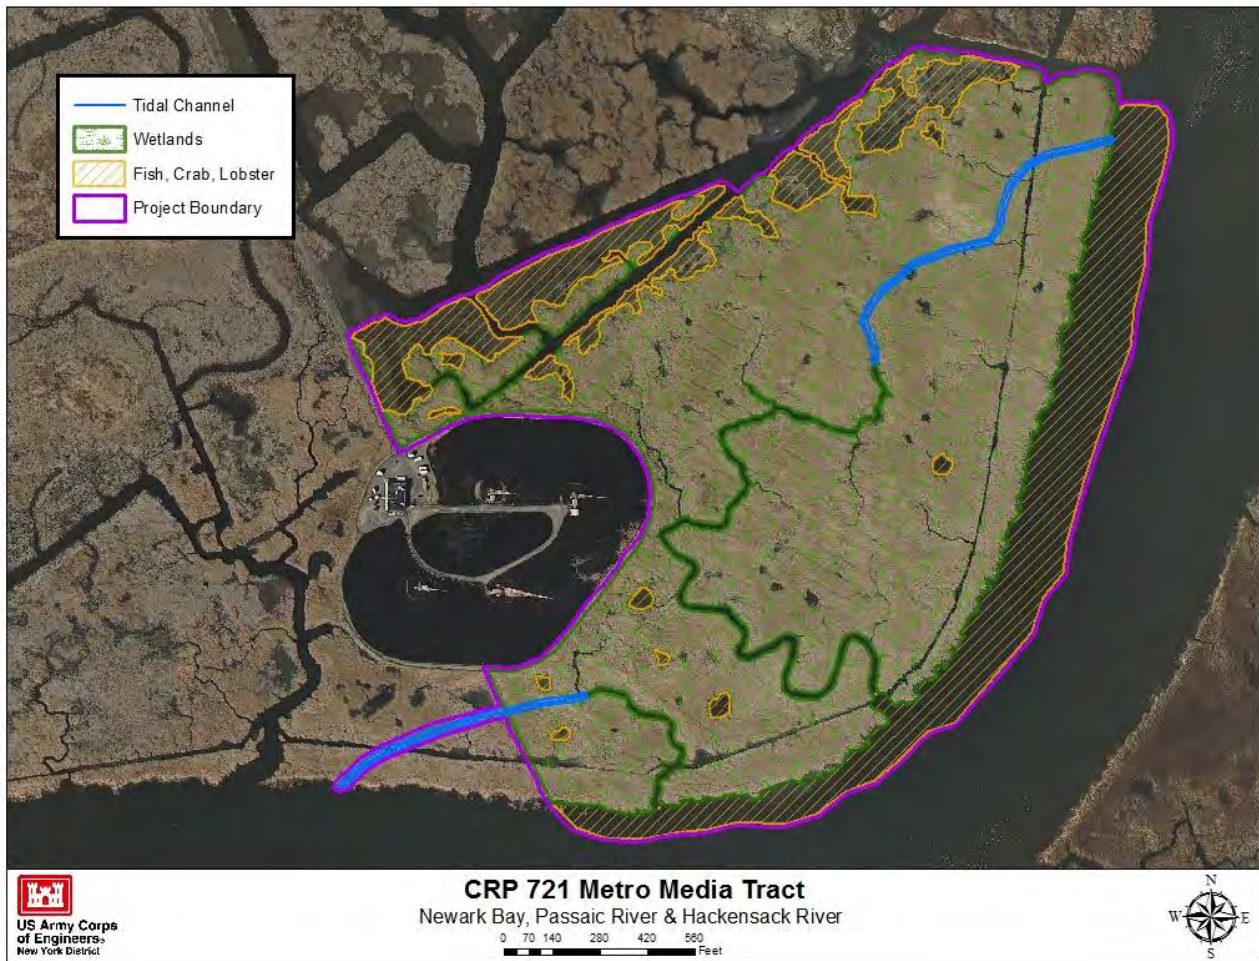 Tidal Channel
Wetlands
Fish, Crab, Lobster
Project Boundary
US Army Corps
of Engineers®
New York District
CRP 721 Metro Media Tract
Newark Bay, Passaic River & Hackensack River
0 70 140 280 420 560
Feet
N
W E
S